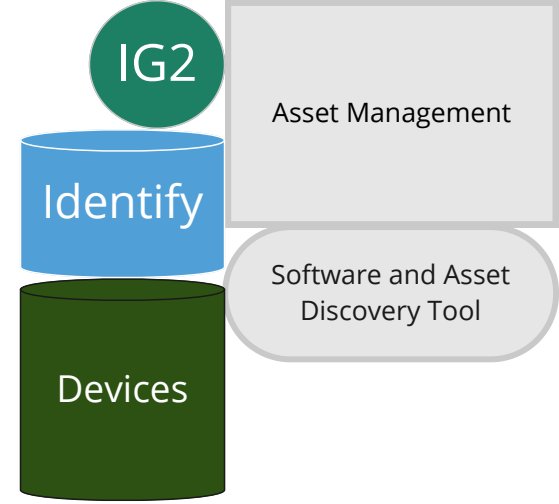 IG2
Asset Management
Identify
Software and Asset
Discovery Tool
Devices